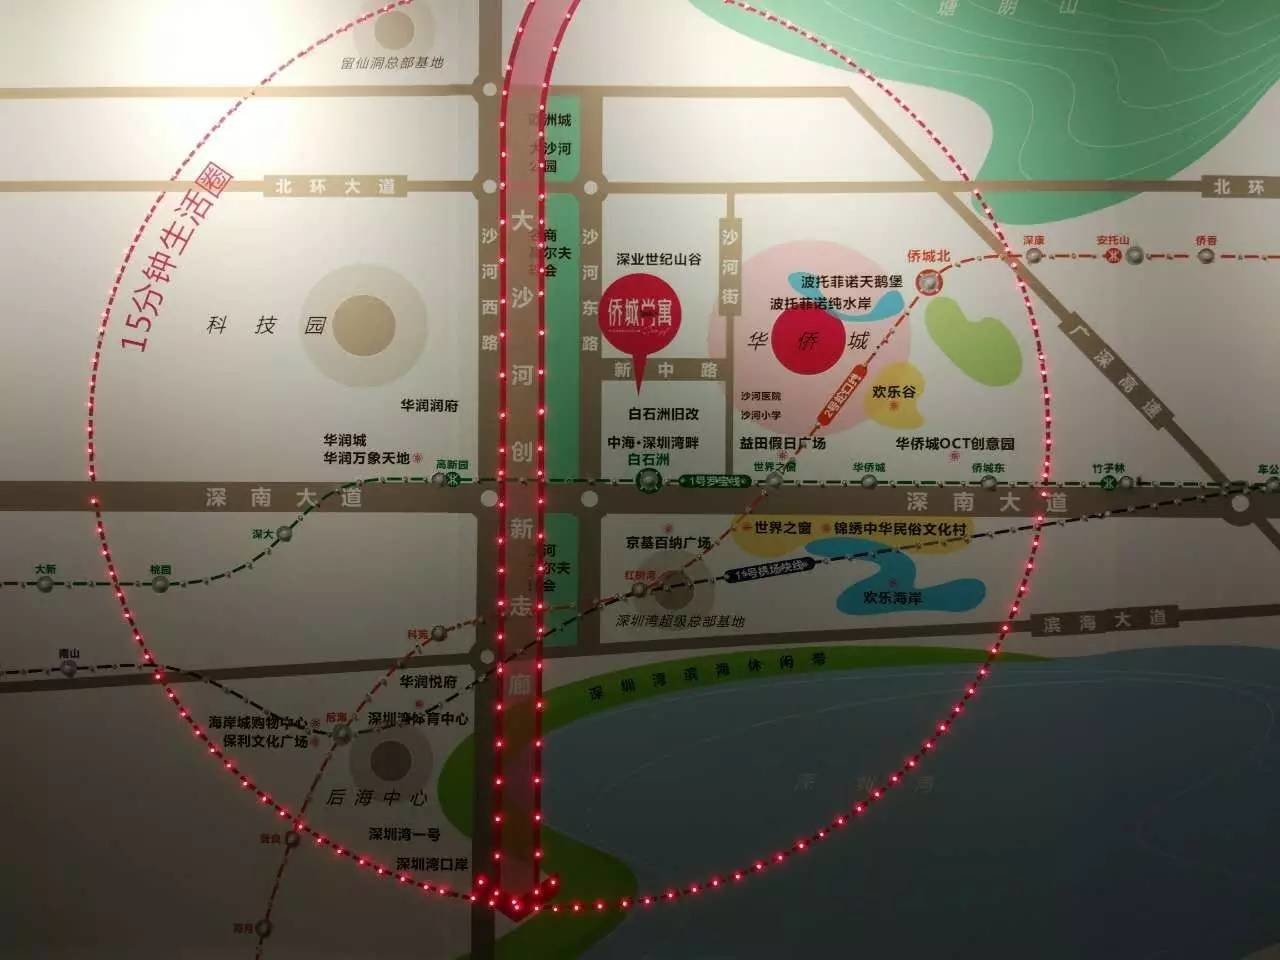 塘朗山
留仙洞总部基地
洲城
大沙河
公园
北环大道
北环
15分钟生活圈
大沙河创新走廊
沙河西路
沙河东路
沙河街
商
尔夫
会
深业世纪山谷
侨城尚寓
侨城北
深康
安托山
侨香
波托菲诺天鹅堡
波托菲诺纯水岸
科技园
华侨城
新中路
2号蛇口线
欢乐谷
广深高速
沙河医院
沙河小学
华润润府
白石洲旧改
华润城
华润万象天地
高新园
中海·深圳湾畔
白石洲
益田假日广场
华侨城OCT创意园
1号罗宝线
世界之窗
华侨城
侨城东
竹子林
车公
深南大道
深南大道
深大
世界之窗
锦绣中华民俗文化村
京基百纳广场
河
尔夫
会
大新
桃园
红树湾
欢乐海岸
深圳湾超级总部基地
滨海大道
科苑
南山
深圳湾滨海休闲带
华润悦府
海岸城购物中心
后海
深圳湾体育中心
保利文化广场
深圳湾
后海中心
深圳湾一号
登良
深圳湾口岸